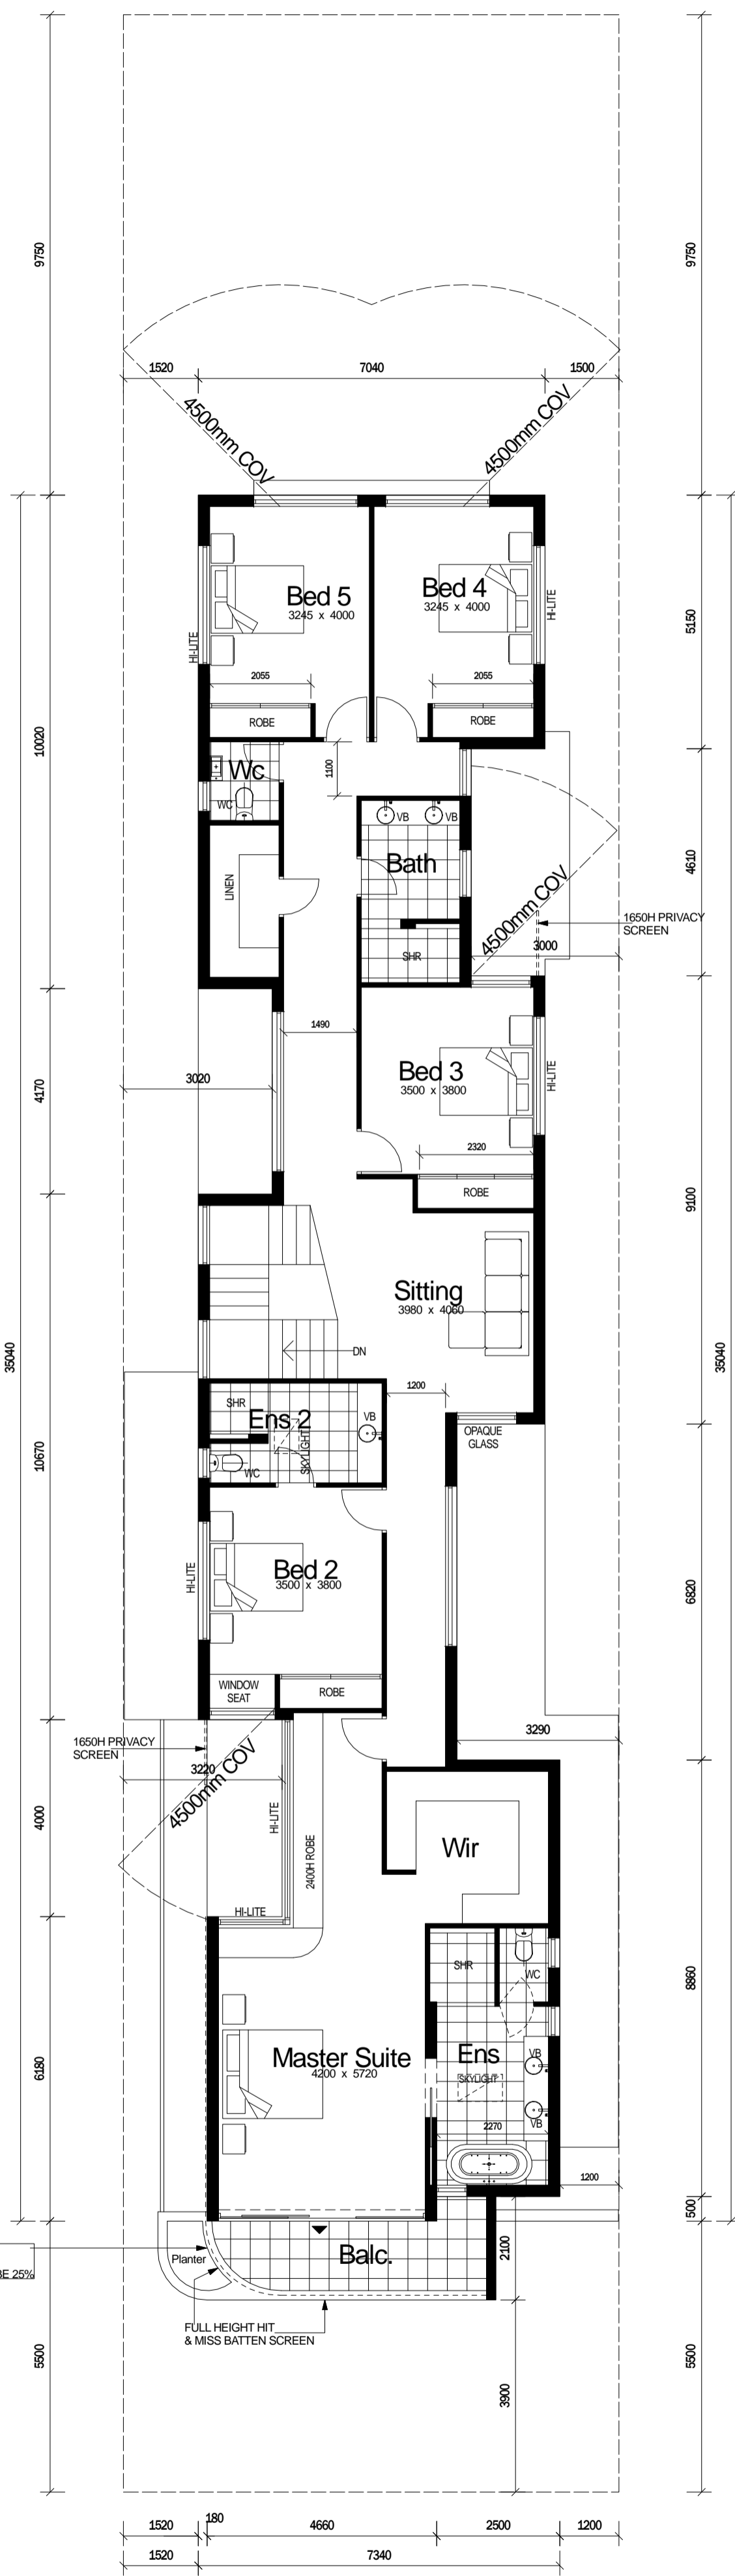 9750
9750
1520
7040
1500
4500mm COV
4500mm COV
Bed 5
3245 x 4000
Bed 4
3245 x 4000
HI-LITE
HI-LITE
5150
2055
2055
ROBE
ROBE
10020
Wc
WC
1100
VB
VB
Bath
LINEN
4610
4500mm COV
1650H PRIVACY
SCREEN
3000
SHR
1490
Bed 3
3500 x 3800
HI-LITE
3020
4170
2320
ROBE
9100
Sitting
3980 x 4060
DN
35040
35040
1200
SHR
Ens 2
VB
SKYLIGHT
WC
OPAQUE
GLASS
10670
Bed 2
3500 x 3800
HI-LITE
6820
WINDOW
SEAT
ROBE
1650H PRIVACY
SCREEN
3290
3220
4500mm COV
4000
HI-LITE
2400H ROBE
Wir
HI-LITE
SHR
WC
8860
Master Suite
4200 x 5720
Ens
SKYLIGHT
VB
VB
6180
2270
1200
500
Planter
Balc.
2100
BE 25%
FULL HEIGHT HIT
& MISS BATTEN SCREEN
5500
5500
3900
1520
180
4660
2500
1200
1520
7340